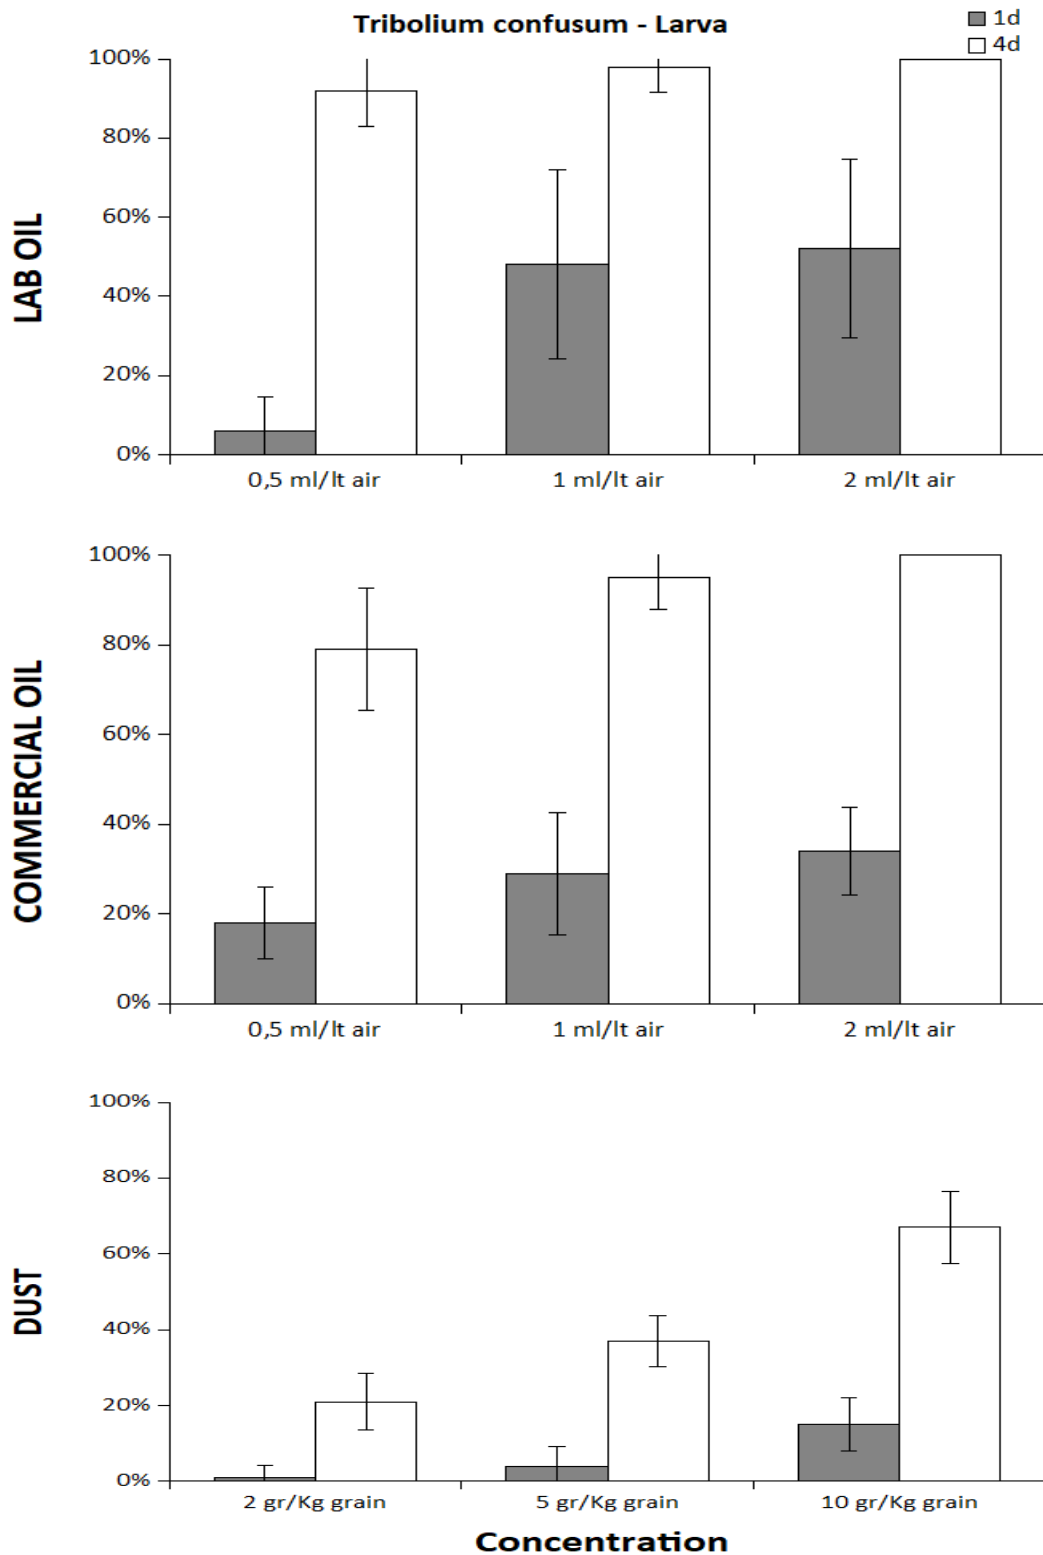 Tribolium confusum - Larva
1d
4d
LAB OIL
100%
80%
60%
40%
20%
0%
0,5 ml/lt air
1 ml/lt air
2 ml/lt air
COMMERCIAL OIL
100%
80%
60%
40%
20%
0%
0,5 ml/lt air
1 ml/lt air
2 ml/lt air
DUST
100%
80%
60%
40%
20%
0%
2 gr/Kg grain
5 gr/Kg grain
10 gr/Kg grain
Concentration